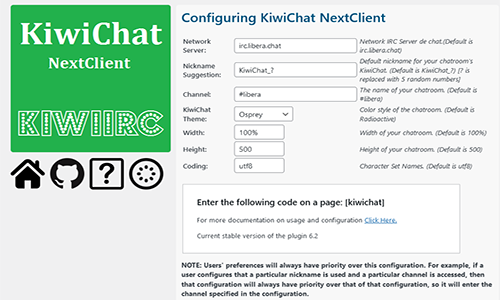 KiwiChat
NextClient
KIWIIRC
Configuring KiwiChat NextClient
Network Server:
irc.libera.chat
Network IRC Server de chat.(Default is irc.libera.chat)
Nickname Suggestion:
KiwiChat_?
Default nickname for your chatroom's KiwiChat. (Default is KiwiChat_?) [? is replaced with 5 random numbers]
Channel:
#libera
The name of your chatroom. (Default is #libera)
KiwiChat Theme:
Osprey
Color style of the chatroom. (Default is Radioactive)
Width:
100%
Width of your chatroom. (Default is 100%)
Height:
500
Height of your chatroom. (Default is 500)
Coding:
utf8
Character Set Names. (Default is utf8)
Enter the following code on a page: [kiwichat]
For more documentation on usage and configuration Click Here.
Current stable version of the plugin 6.2
NOTE: Users' preferences will always have priority over this configuration. For example, if a
user configures that a particular nickname is used and a particular channel is accessed, then
that configuration will always have priority over that of that configuration, so it will enter the
channel specified in the configuration.